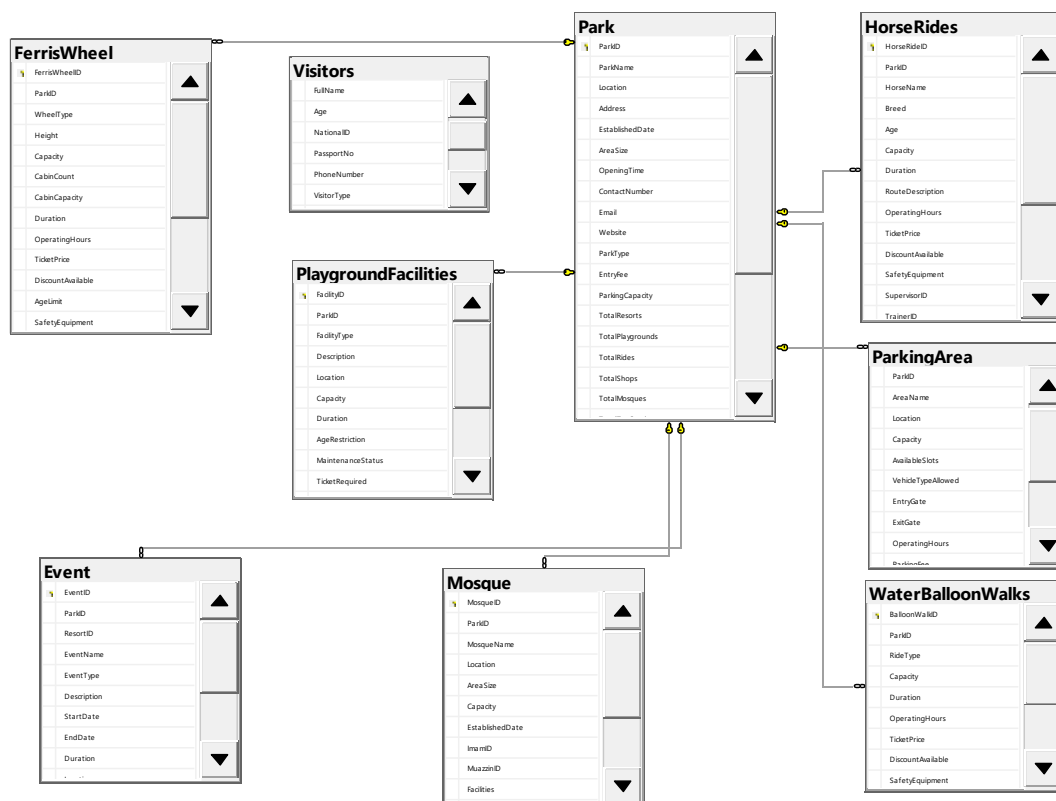 FerrisWheel
FerrisWheelID
ParkID
WheelType
Height
Capacity
CabinCount
CabinCapacity
Duration
OperatingHours
TicketPrice
DiscountAvailable
AgeLimit
SafetyEquipment
Visitors
FullName
Age
NationalID
PassportNo
PhoneNumber
VisitorType
PlaygroundFacilities
FacilityID
ParkID
FacilityType
Description
Location
Capacity
Duration
AgeRestriction
MaintenanceStatus
TicketRequired
Park
ParkID
ParkName
Location
Address
EstablishedDate
AreaSize
OpeningTime
ContactNumber
Email
Website
ParkType
EntryFee
ParkingCapacity
TotalResorts
TotalPlaygrounds
TotalRides
TotalShops
TotalMosques
HorseRides
HorseRideID
ParkID
HorseName
Breed
Age
Capacity
Duration
RouteDescription
OperatingHours
TicketPrice
DiscountAvailable
SafetyEquipment
SupervisorID
TrainerID
ParkingArea
ParkID
AreaName
Location
Capacity
AvailableSlots
VehicleTypeAllowed
EntryGate
ExitGate
OperatingHours
ParkingFee
Event
EventID
ParkID
ResortID
EventName
EventType
Description
StartDate
EndDate
Duration
Mosque
MosqueID
ParkID
MosqueName
Location
AreaSize
Capacity
EstablishedDate
ImamID
MuazzinID
Facilities
WaterBalloonWalks
BalloonWalkID
ParkID
RideType
Capacity
Duration
OperatingHours
TicketPrice
DiscountAvailable
SafetyEquipment